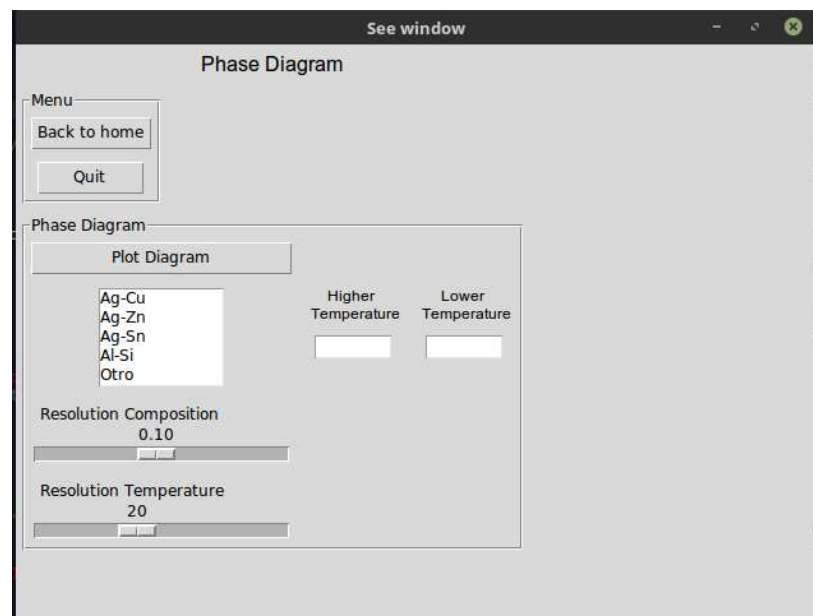 See window
Phase Diagram
Menu
Back to home
Quit
Phase Diagram
Plot Diagram
Ag-Cu
Ag-Zn
Ag-Sn
Al-Si
Otro
Higher
Temperature
Lower
Temperature
Resolution Composition
0.10
Resolution Temperature
20